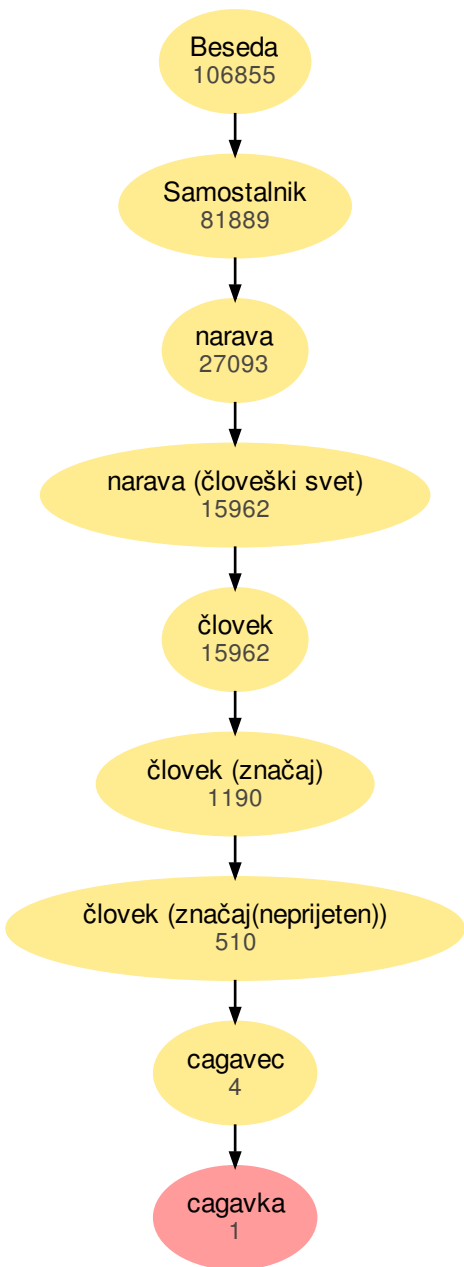 Beseda
106855
Samostalnik
81889
narava
27093
narava (človeški svet)
15962
človek
15962
človek (značaj)
1190
človek (značaj(neprijeten))
510
cagavec
4
cagavka
1